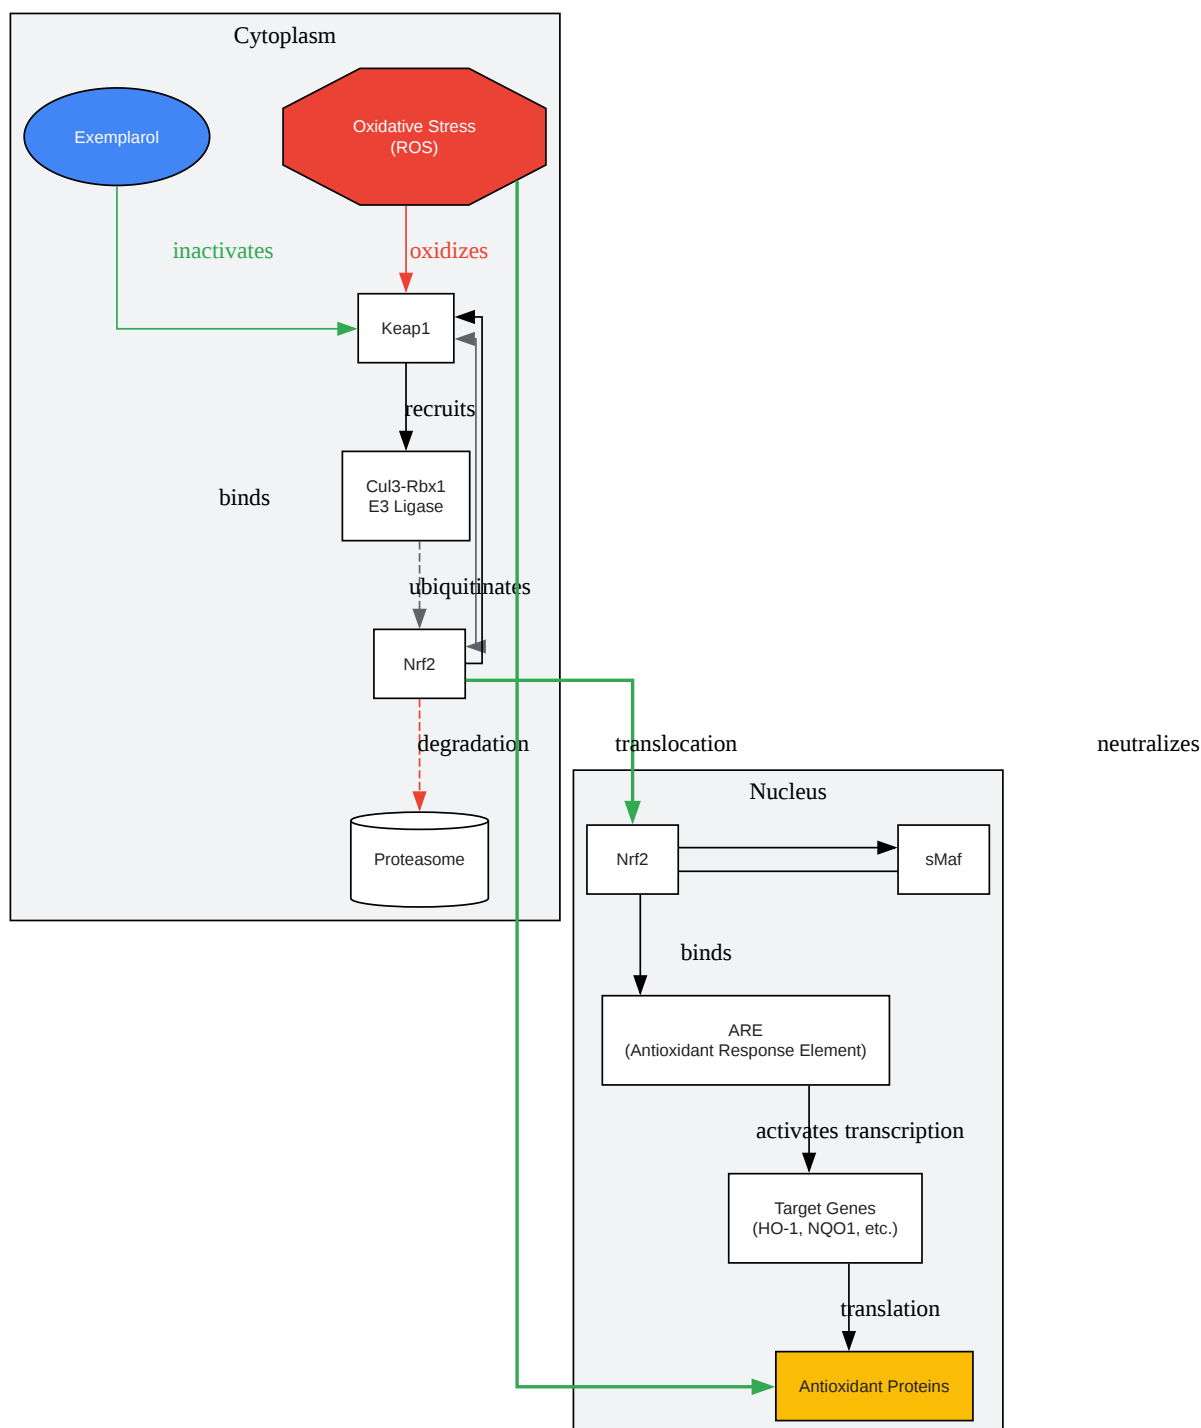 Cytoplasm
Exemplarol
Oxidative Stress
(ROS)
inactivates
oxidizes
Keap1
recruits
Cul3-Rbx1
E3 Ligase
binds
ubiquitinates
Nrf2
degradation
translocation
neutralizes
Nucleus
Proteasome
Nrf2
sMaf
binds
ARE
(Antioxidant Response Element)
activates transcription
Target Genes
(HO-1, NQO1, etc.)
translation
Antioxidant Proteins